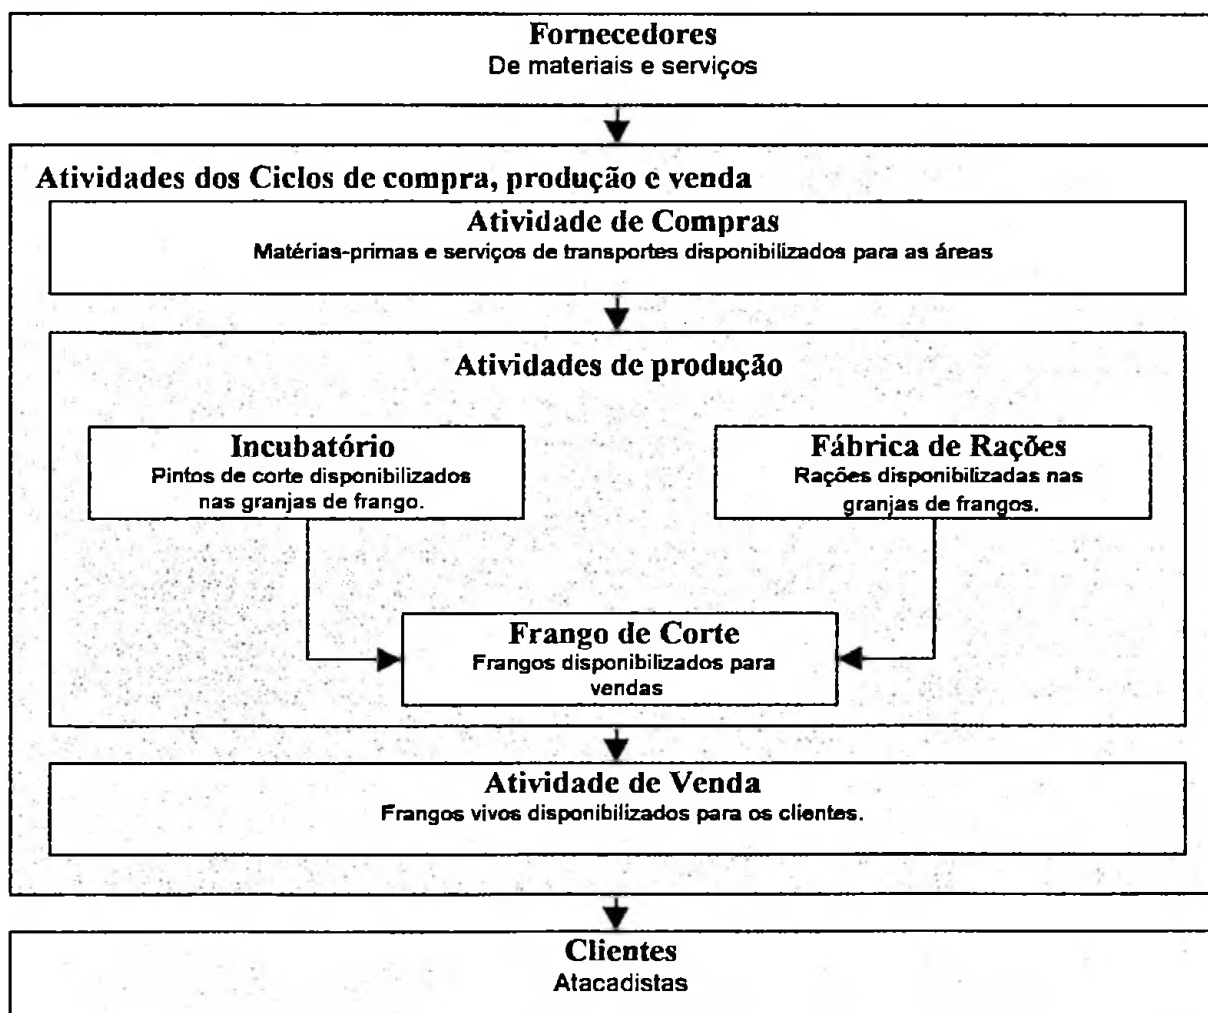 Fornecedores
De materiais e serviços
Atividades dos Ciclos de compra, produção e venda
Atividade de Compras
Matérias-primas e serviços de transportes disponibilizados para as áreas
Atividades de produção
Incubatório
Pintos de corte disponibilizados
nas granjas de frango.
Fábrica de Rações
Rações disponibilizadas nas
granjas de frangos.
Frango de Corte
Frangos disponibilizados para
vendas
Atividade de Venda
Frangos vivos disponibilizados para os clientes.
Clientes
Atacadistas